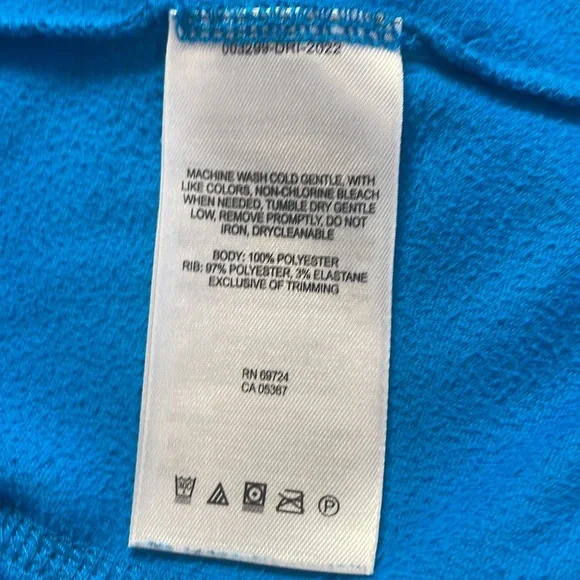 003299-DRI-2022
MACHINE WASH COLD GENTLE, WITH
LIKE COLORS, NON-CHLORINE BLEACH
WHEN NEEDED, TUMBLE DRY GENTLE
LOW, REMOVE PROMPTLY, DO NOT
IRON, DRYCLEANABLE
BODY: 100% POLYESTER
RIB: 97% POLYESTER, 3% ELASTANE
EXCLUSIVE OF TRIMMING
RN 69724
CA 05367
30C P